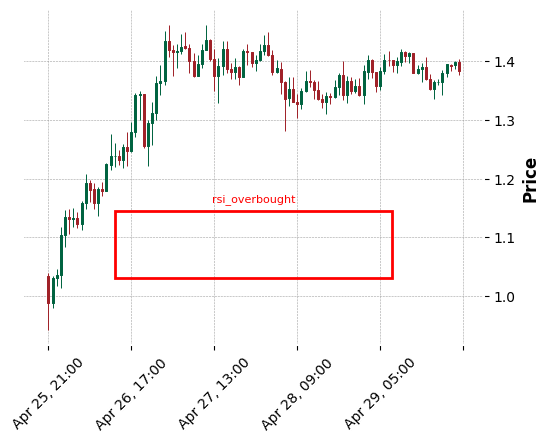 1.4
1.3
rsi_overbought
1.2
1.1
1.0
Price
Apr 25, 21:00
Apr 26, 17:00
Apr 27, 13:00
Apr 28, 09:00
Apr 29, 05:00